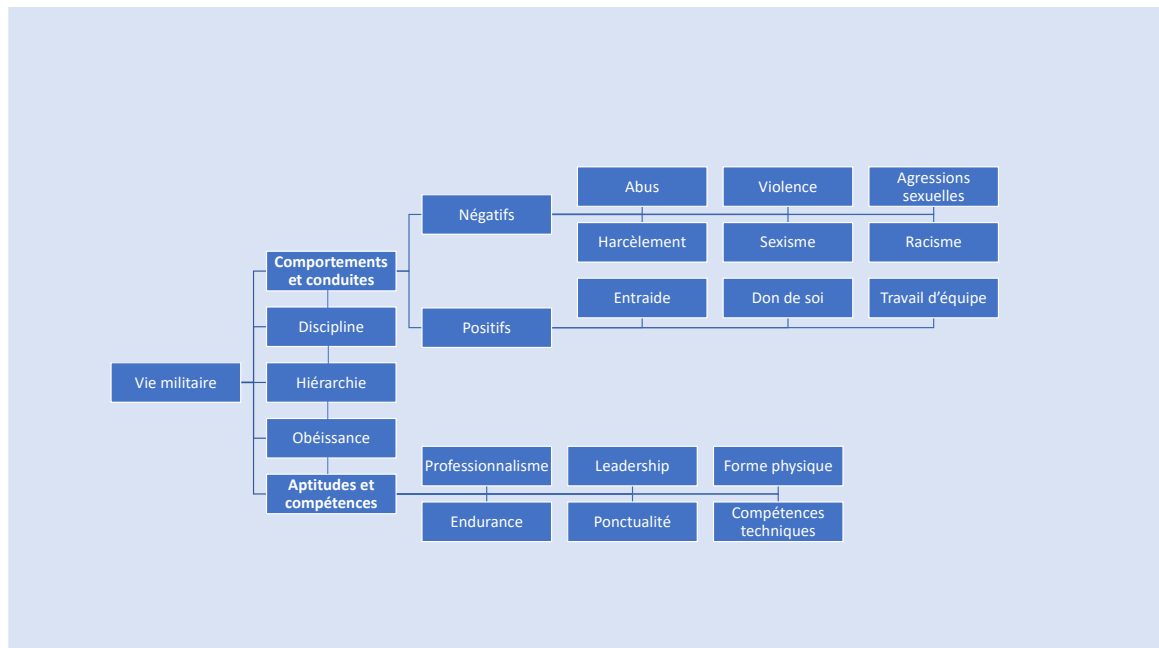 Abus
Violence
Agressions
sexuelles
Négatifs
Harcèlement
Sexisme
Racisme
Comportements
et conduites
Entraide
Don de soi
Travail d’équipe
Discipline
Positifs
Vie militaire
Hiérarchie
Obéissance
Professionnalisme
Leadership
Forme physique
Aptitudes et
compétences
Endurance
Ponctualité
Compétences
techniques